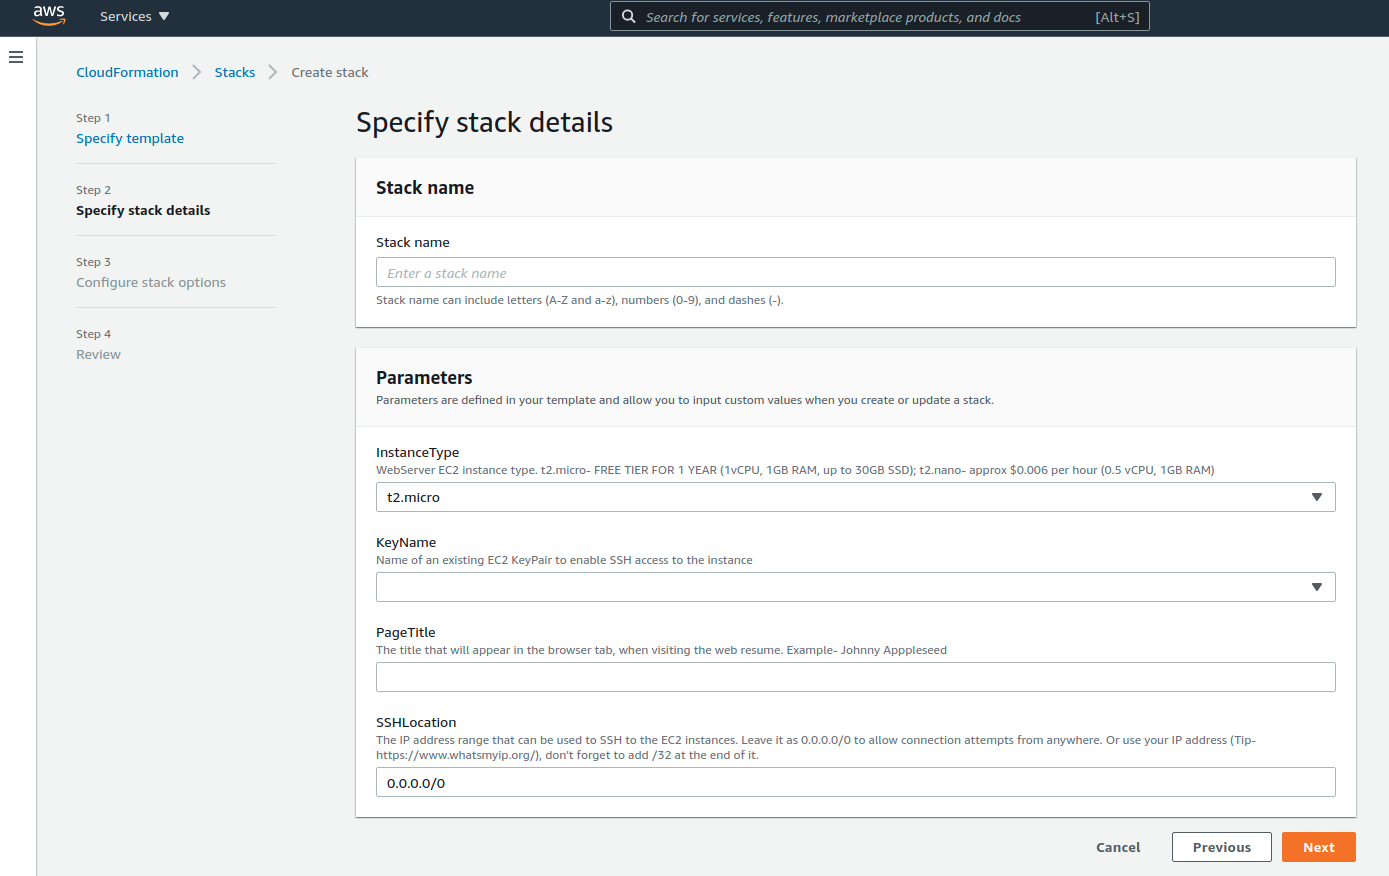 aws
Services
Search for services, features, marketplace products, and docs
[Alt+S]
CloudFormation
Stacks
Create stack
Step 1
Specify template
Step 2
Specify stack details
Step 3
Configure stack options
Step 4
Review
Specify stack details
Stack name
Stack name
Enter a stack name
Stack name can include letters (A-Z and a-z), numbers (0-9), and dashes (-).
Parameters
Parameters are defined in your template and allow you to input custom values when you create or update a stack.
InstanceType
WebServer EC2 instance type. t2.micro- FREE TIER FOR 1 YEAR (1vCPU, 1GB RAM, up to 30GB SSD); t2.nano- approx $0.006 per hour (0.5 vCPU, 1GB RAM)
t2.micro
KeyName
Name of an existing EC2 KeyPair to enable SSH access to the instance
PageTitle
The title that will appear in the browser tab, when visiting the web resume. Example- Johnny Apppleseed
SSHLocation
The IP address range that can be used to SSH to the EC2 instances. Leave it as 0.0.0.0/0 to allow connection attempts from anywhere. Or use your IP address (Tip-
https://www.whatsmyip.org/), don't forget to add /32 at the end of it.
0.0.0.0/0
Cancel
Previous
Next